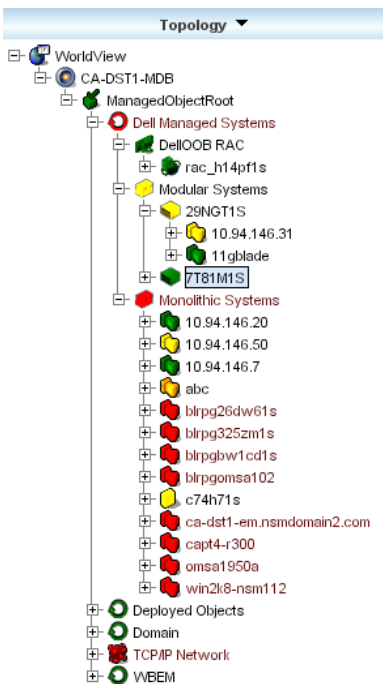 Topology
WorldView
CA-DST1-MDB
ManagedObjectRoot
Dell Managed Systems
DellOOB RAC
rac_h14pf1s
Modular Systems
29NGT1S
10.94.146.31
11gblade
7T81M1S
Monolithic Systems
10.94.146.20
10.94.146.50
10.94.146.7
abc
blrpg26dw61s
blrpg325zm1s
blrpgbw1cd1s
blrpgomsa102
c74h71s
ca-dst1-em.nsmdomain2.com
capt4-r300
omsa1950a
win2k8-nsm112
Deployed Objects
Domain
TCP/IP Network
WBEM